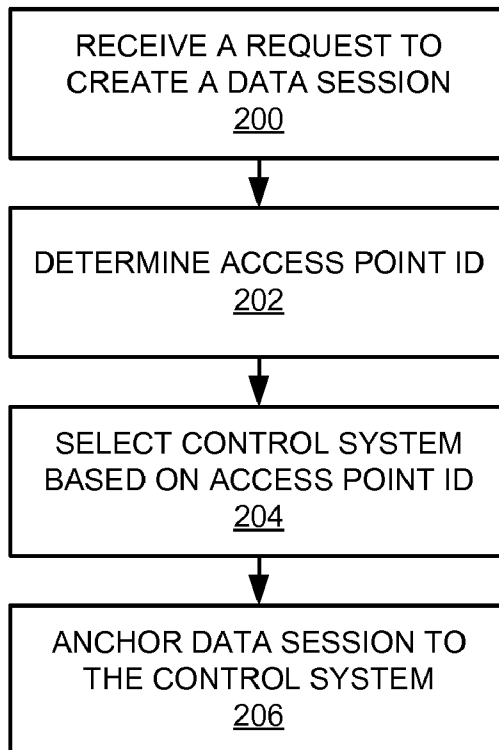 RECEIVE A REQUEST TO
CREATE A DATA SESSION
200
DETERMINE ACCESS POINT ID
202
SELECT CONTROL SYSTEM
BASED ON ACCESS POINT ID
204
ANCHOR DATA SESSION TO
THE CONTROL SYSTEM
206